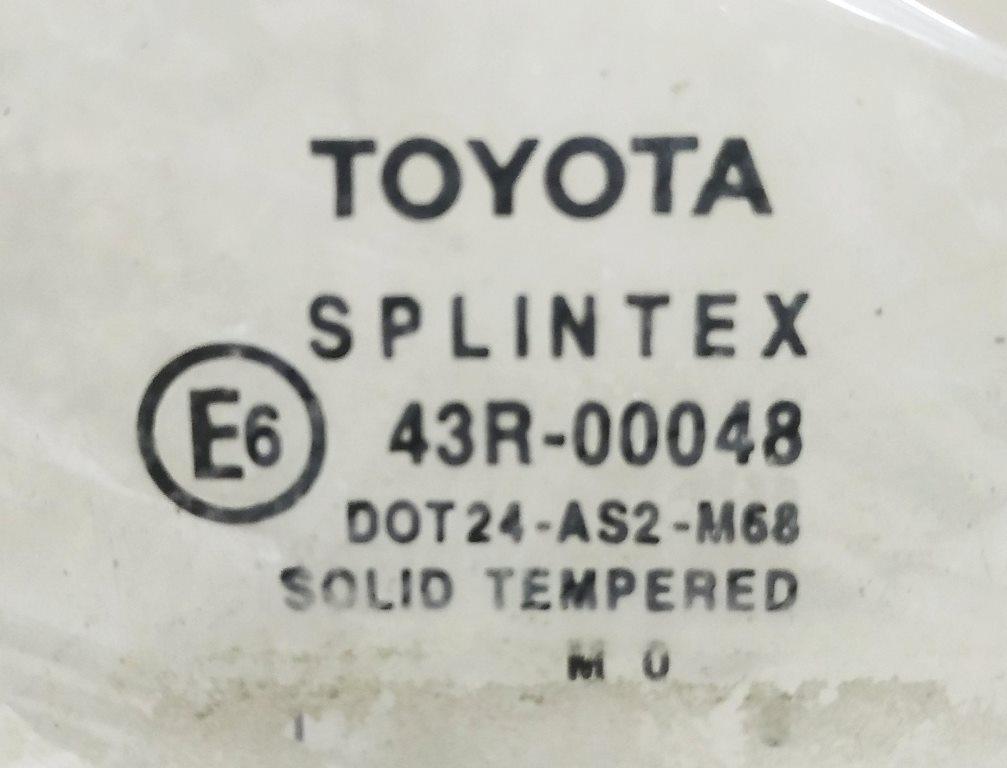 TOYOTA
SPLINTEX
E6 43R-00048
DOT24-AS2-M68
SOLID TEMPERED
M 0